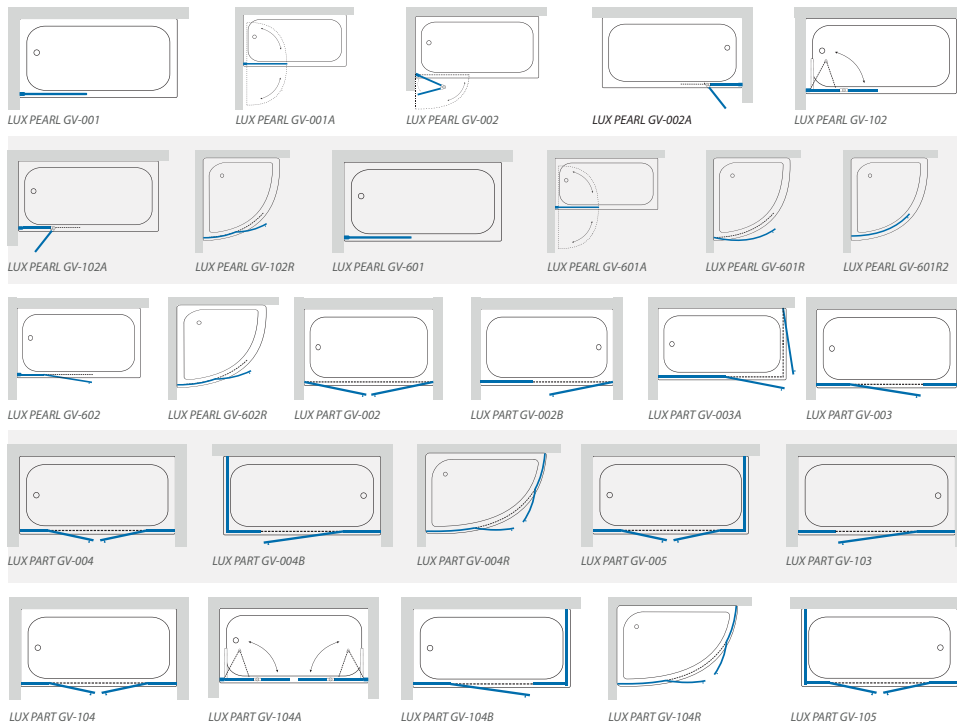 LUX PEARL GV-001
LUX PEARL GV-001A
LUX PEARL GV-002
LUX PEARL GV-002A
LUX PEARL GV-102
LUX PEARL GV-102A
LUX PEARL GV-102R
LUX PEARL GV-601
LUX PEARL GV-601A
LUX PEARL GV-601R
LUX PEARL GV-601R2
LUX PEARL GV-602
LUX PEARL GV-602R
LUX PART GV-002
LUX PART GV-002B
LUX PART GV-003A
LUX PART GV-003
LUX PART GV-004
LUX PART GV-004B
LUX PART GV-004R
LUX PART GV-005
LUX PART GV-103
LUX PART GV-104
LUX PART GV-104A
LUX PART GV-104B
LUX PART GV-104R
LUX PART GV-105